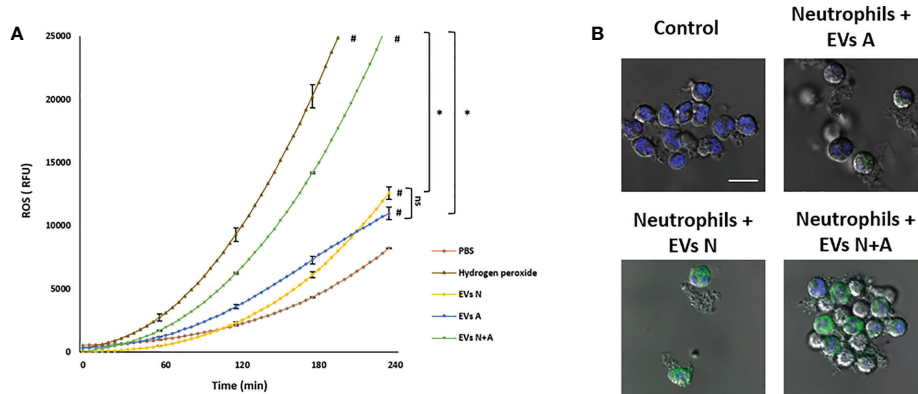 A
25000
20000
15000
10000
5000
0
ROS ( RFU)
0
60
120
180
240
Time (min)
#
#
*
*
#
#
ns
PBS
Hydrogen peroxide
EVs N
EVs A
EVs N+A
B
Control
Neutrophils +
EVs A
Neutrophils +
EVs N
Neutrophils +
EVs N+A